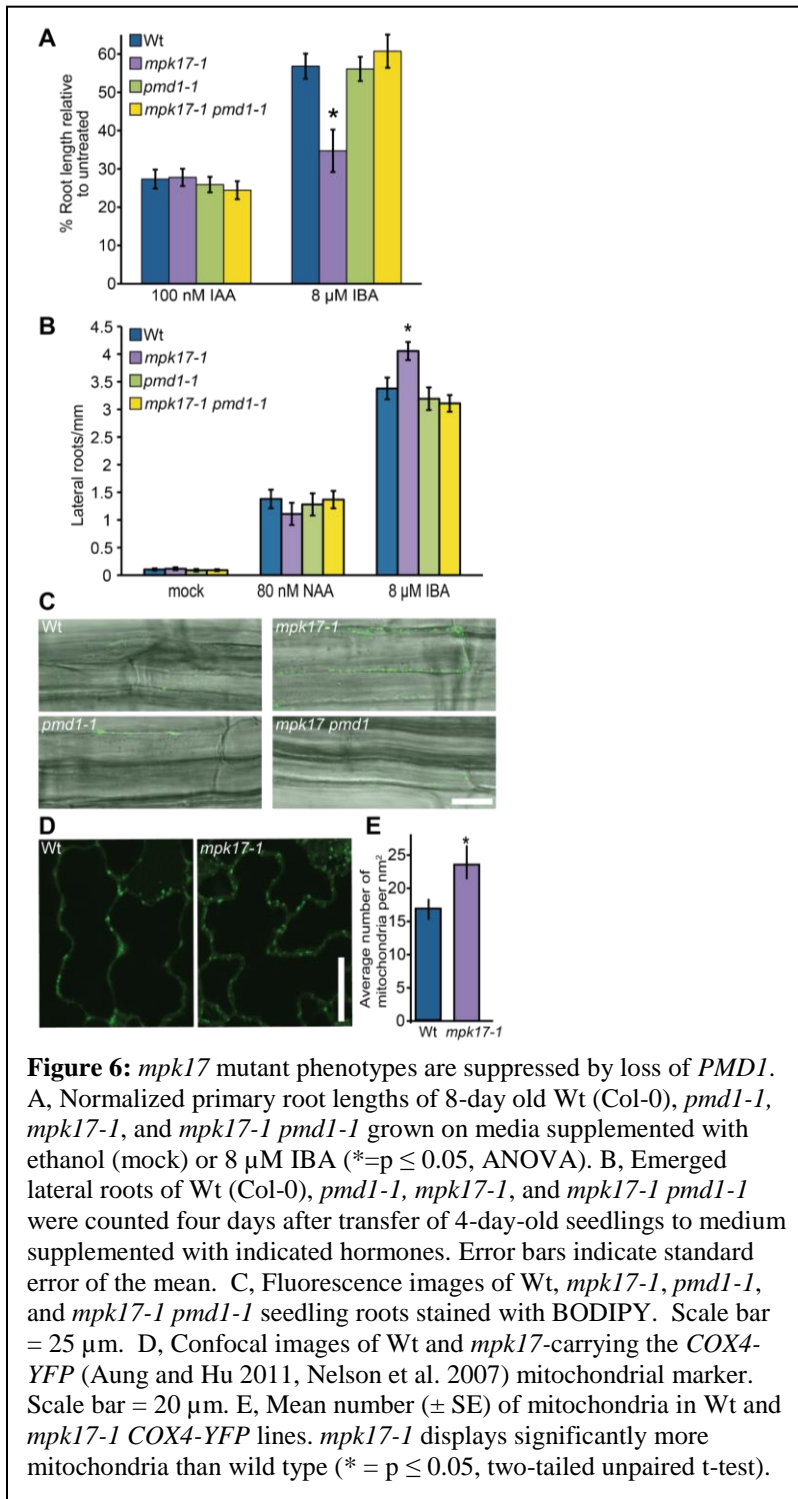 A
Wt
mpk17-1
pmd1-1
mpk17-1 pmd1-1
% Root length relative
to untreated
60
50
40
30
20
10
0
*
100 nM IAA
8 µM IBA
B
Wt
mpk17-1
pmd1-1
mpk17-1 pmd1-1
Lateral roots/mm
4.5
4
3.5
3
2.5
2
1.5
1
0.5
0
*
mock
80 nM NAA
8 µM IBA
C
Wt
mpk17-1
pmd1-1
mpk17 pmd1
D
Wt
mpk17-1
E
Average number of
mitochondria per nm²
25
20
15
10
5
0
*
Wt
mpk17-1
Figure 6: mpk17 mutant phenotypes are suppressed by loss of PMD1.
A, Normalized primary root lengths of 8-day old Wt (Col-0), pmd1-1,
mpk17-1, and mpk17-1 pmd1-1 grown on media supplemented with
ethanol (mock) or 8 µM IBA (*=p ≤ 0.05, ANOVA). B, Emerged
lateral roots of Wt (Col-0), pmd1-1, mpk17-1, and mpk17-1 pmd1-1
were counted four days after transfer of 4-day-old seedlings to medium
supplemented with indicated hormones. Error bars indicate standard
error of the mean. C, Fluorescence images of Wt, mpk17-1, pmd1-1,
and mpk17-1 pmd1-1 seedling roots stained with BODIPY. Scale bar
= 25 µm. D, Confocal images of Wt and mpk17-carrying the COX4-
YFP (Aung and Hu 2011, Nelson et al. 2007) mitochondrial marker.
Scale bar = 20 µm. E, Mean number (± SE) of mitochondria in Wt and
mpk17-1 COX4-YFP lines. mpk17-1 displays significantly more
mitochondria than wild type (* = p ≤ 0.05, two-tailed unpaired t-test).